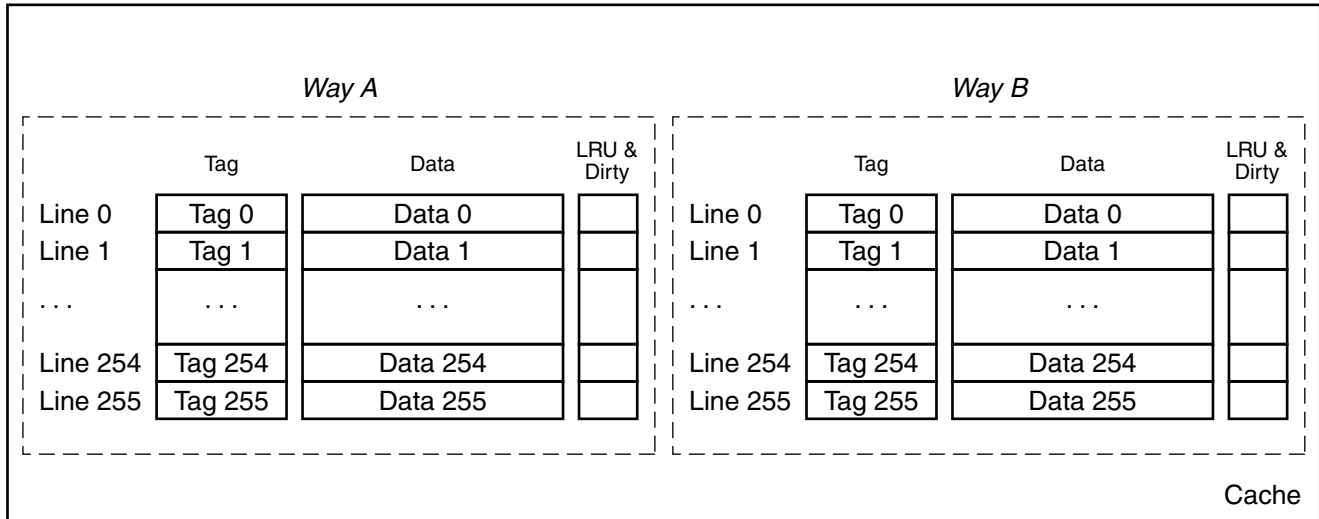 Way A
Tag Data LRU &
Dirty
Line 0 Tag 0 Data 0
Line 1 Tag 1 Data 1
. . . . . . . . .
Line 254 Tag 254 Data 254
Line 255 Tag 255 Data 255
Way B
Tag Data LRU &
Dirty
Line 0 Tag 0 Data 0
Line 1 Tag 1 Data 1
. . . . . . . . .
Line 254 Tag 254 Data 254
Line 255 Tag 255 Data 255
Cache